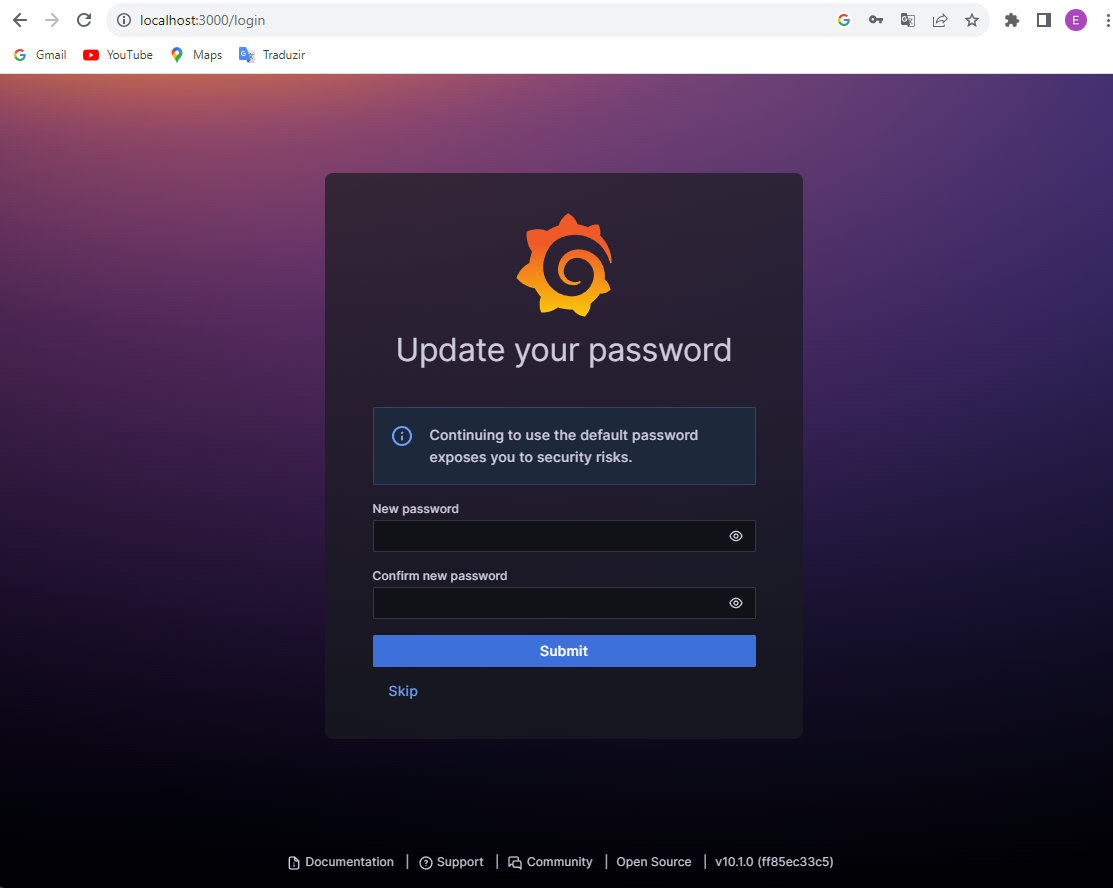 localhost:3000/login
E
Gmail YouTube Maps Traduzir
Update your password
Continuing to use the default password
exposes you to security risks.
New password
Confirm new password
Submit
Skip
Documentation | Support | Community | Open Source | v10.1.0 (ff85ec33c5)